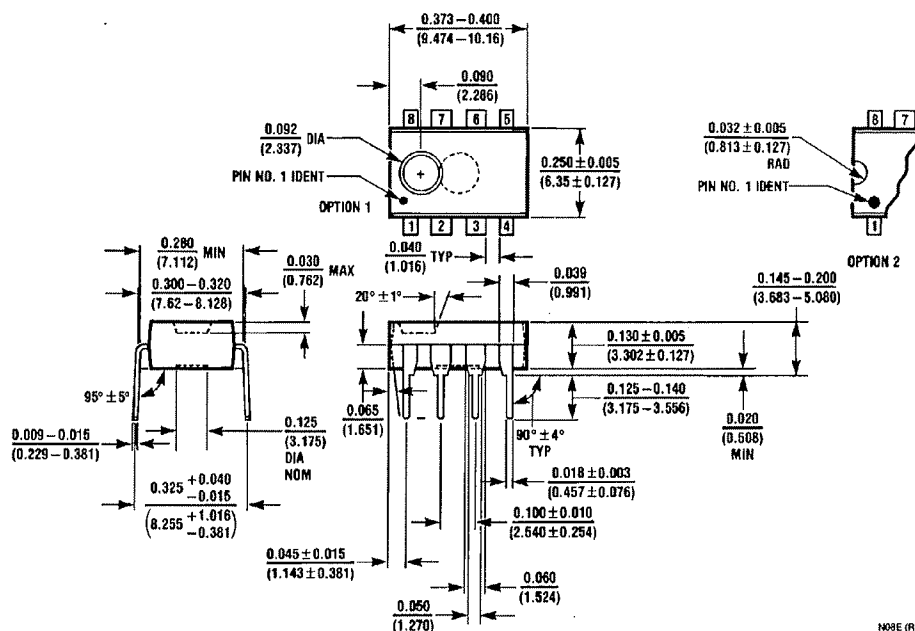 0.373–0.400
(9.474–10.16)
0.090
(2.286)
8 7 6 5
0.092 DIA
(2.337)
0.032 ± 0.005
(0.813 ± 0.127)
RAD
8 7
+
0.250 ± 0.005
(6.35 ± 0.127)
PIN NO. 1 IDENT
OPTION 1
PIN NO. 1 IDENT
1 2 3 4
1
OPTION 2
0.280 MIN
(7.112)
0.030 MAX
(0.762)
0.040 TYP
(1.016)
0.039
(0.991)
0.145–0.200
(3.683–5.080)
0.300–0.320
(7.62–8.128)
20° ± 1°
0.130 ± 0.005
(3.302 ± 0.127)
95° ± 5°
0.065
(1.651)
0.125–0.140
(3.175–3.556)
0.125
(3.175)
DIA
NOM
90° ± 4°
TYP
0.020
(0.508)
MIN
0.009–0.015
(0.229–0.381)
0.018 ± 0.003
(0.457 ± 0.076)
0.325 +0.040
−0.015
(8.255 +1.016
−0.381)
0.100 ± 0.010
(2.540 ± 0.254)
0.045 ± 0.015
(1.143 ± 0.381)
0.060
(1.524)
0.050
(1.270)
N08E (R